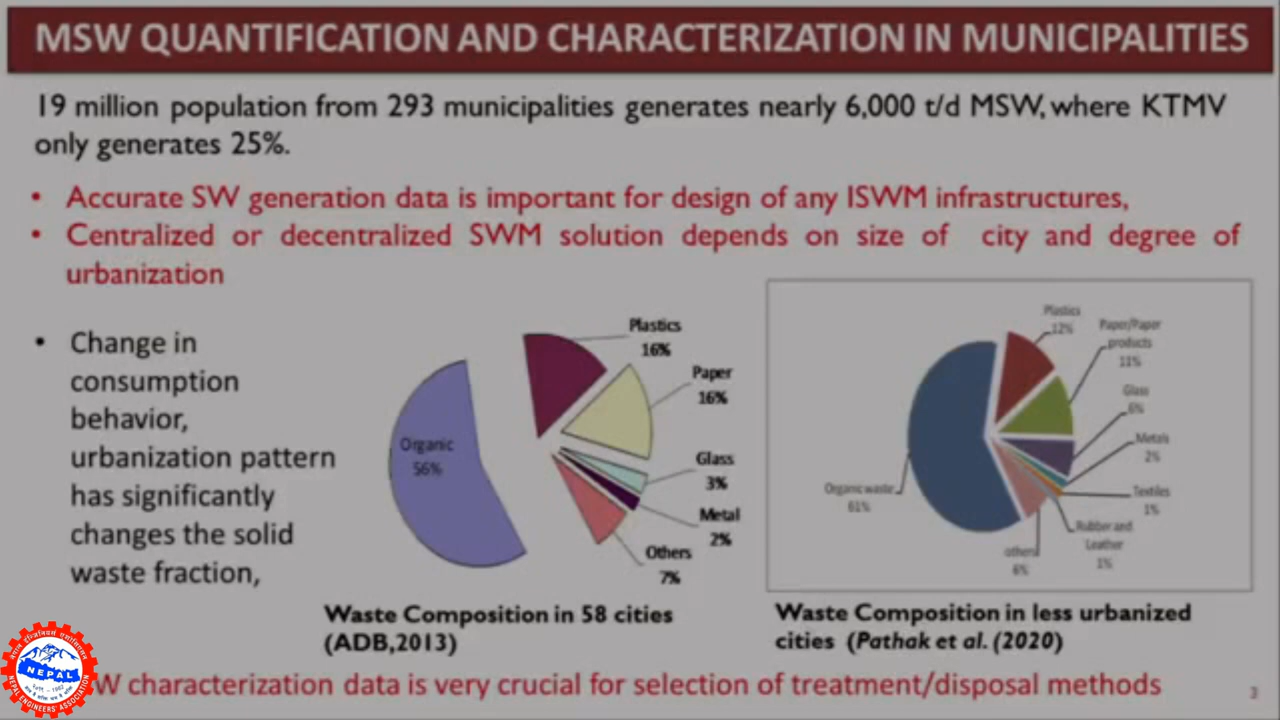 MSW QUANTIFICATION AND CHARACTERIZATION IN MUNICIPALITIES
19 million population from 293 municipalities generates nearly 6,000 t/d MSW, where KTMV
only generates 25%.
• Accurate SW generation data is important for design of any ISWM infrastructures,
• Centralized or decentralized SWM solution depends on size of city and degree of
urbanization
• Change in
consumption
behavior,
urbanization pattern
has significantly
changes the solid
waste fraction,
Plastics
16%
Paper
16%
Organic
56%
Glass
3%
Metal
2%
Others
7%
Waste Composition in 58 cities
(ADB,2013)
Plastics
12%
Paper/Paper
products
11%
Glass
6%
Metals
2%
Organic waste
61%
Textiles
1%
Rubber and
Leather
1%
others
6%
Waste Composition in less urbanized
cities (Pathak et al. (2020)
W characterization data is very crucial for selection of treatment/disposal methods
3
NEPAL
ESTD. - 1962
NEPAL ENGINEERS' ASSOCIATION